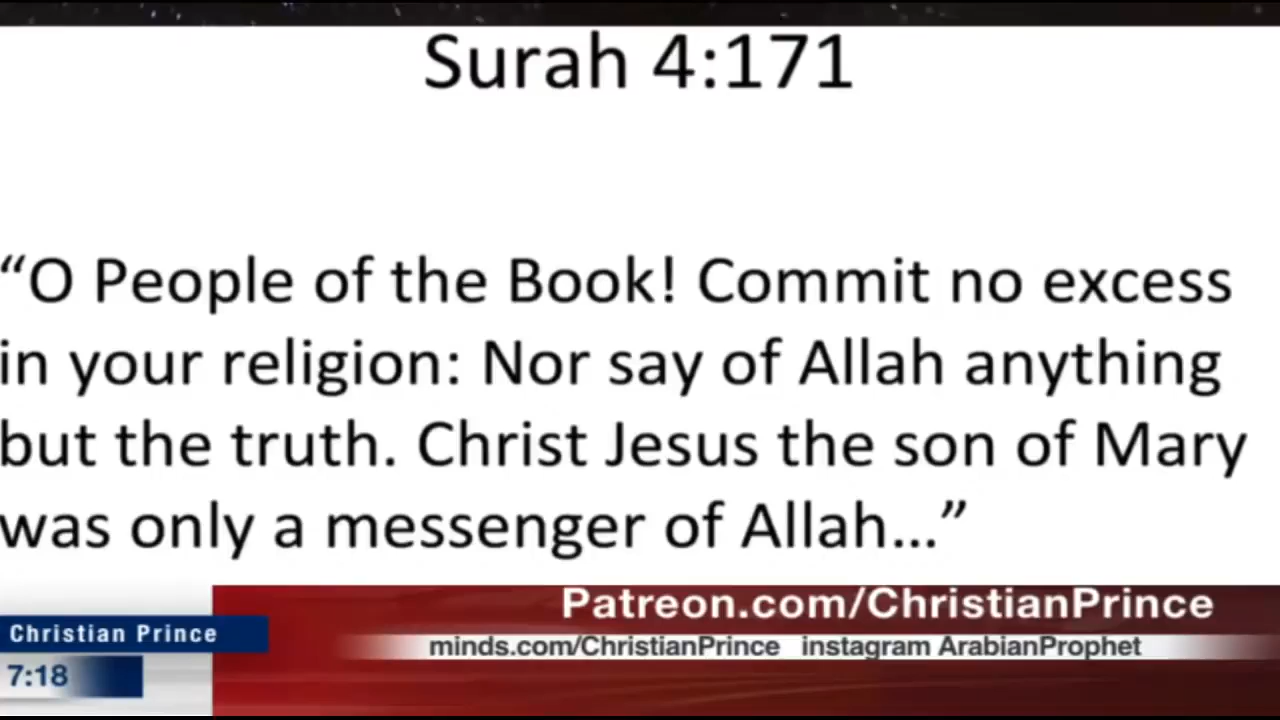 Surah 4:171
“O People of the Book! Commit no excess
in your religion: Nor say of Allah anything
but the truth. Christ Jesus the son of Mary
was only a messenger of Allah…”
Patreon.com/ChristianPrince
Christian Prince
minds.com/ChristianPrince instagram ArabianProphet
7:18